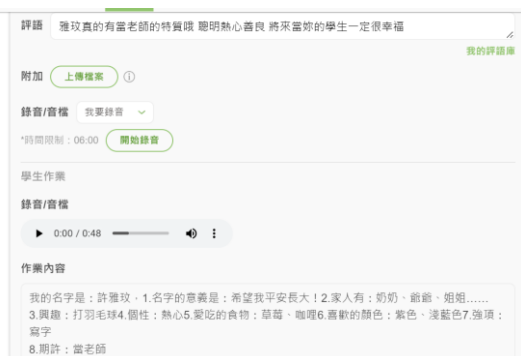 評語 雅玟真的有當老師的特質哦 聰明熱心善良 將來當妳的學生一定很幸福
我的評語庫
附加 上傳檔案
錄音/音檔 我要錄音
*時間限制：06:00 開始錄音
學生作業
錄音/音檔
0:00 / 0:48
作業內容
我的名字是：許雅玟，1.名字的意義是：希望我平安長大！2.家人有：奶奶、爺爺、姐姐……
3.興趣：打羽毛球4.個性：熱心5.愛吃的食物：草莓、咖哩6.喜歡的顏色：紫色、淺藍色7.強項：
寫字
8.期許：當老師